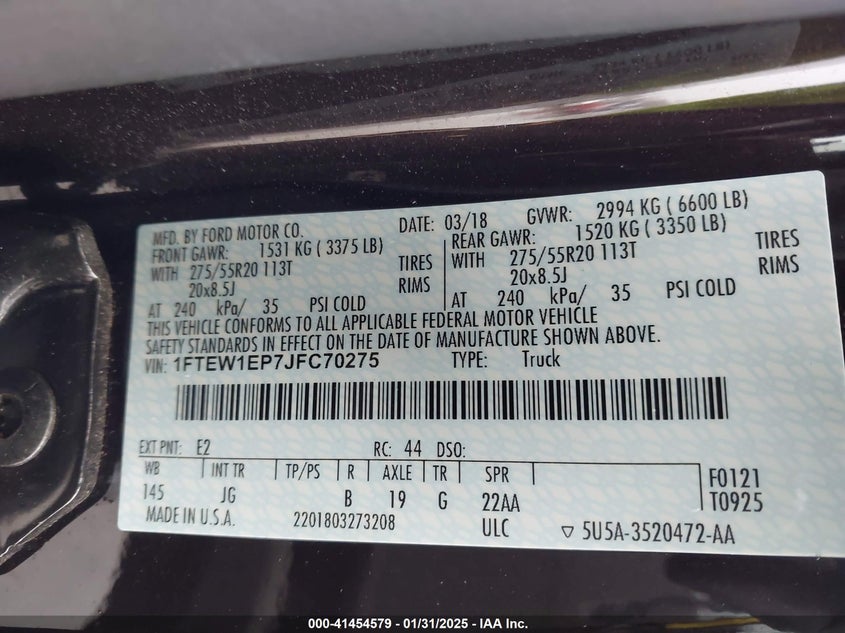 MFD. BY FORD MOTOR CO. DATE: 03/18 GVWR: 2994 KG ( 6600 LB)
FRONT GAWR: 1531 KG ( 3375 LB) REAR GAWR: 1520 KG ( 3350 LB)
WITH 275/55R20 113T TIRES WITH 275/55R20 113T TIRES
20x8.5J RIMS 20x8.5J RIMS
AT 240 kPa/ 35 PSI COLD AT 240 kPa/ 35 PSI COLD
THIS VEHICLE CONFORMS TO ALL APPLICABLE FEDERAL MOTOR VEHICLE
SAFETY STANDARDS IN EFFECT ON THE DATE OF MANUFACTURE SHOWN ABOVE.
VIN: 1FTEW1EP7JFC70275 TYPE: Truck
EXT PNT: E2 RC: 44 DSO:
WB INT TR TP/PS R AXLE TR SPR F0121
145 JG B 19 G 22AA T0925
MADE IN U.S.A. 2201803273208 ULC ▽ 5U5A-3520472-AA
000-41454579 - 01/31/2025 - IAA Inc.